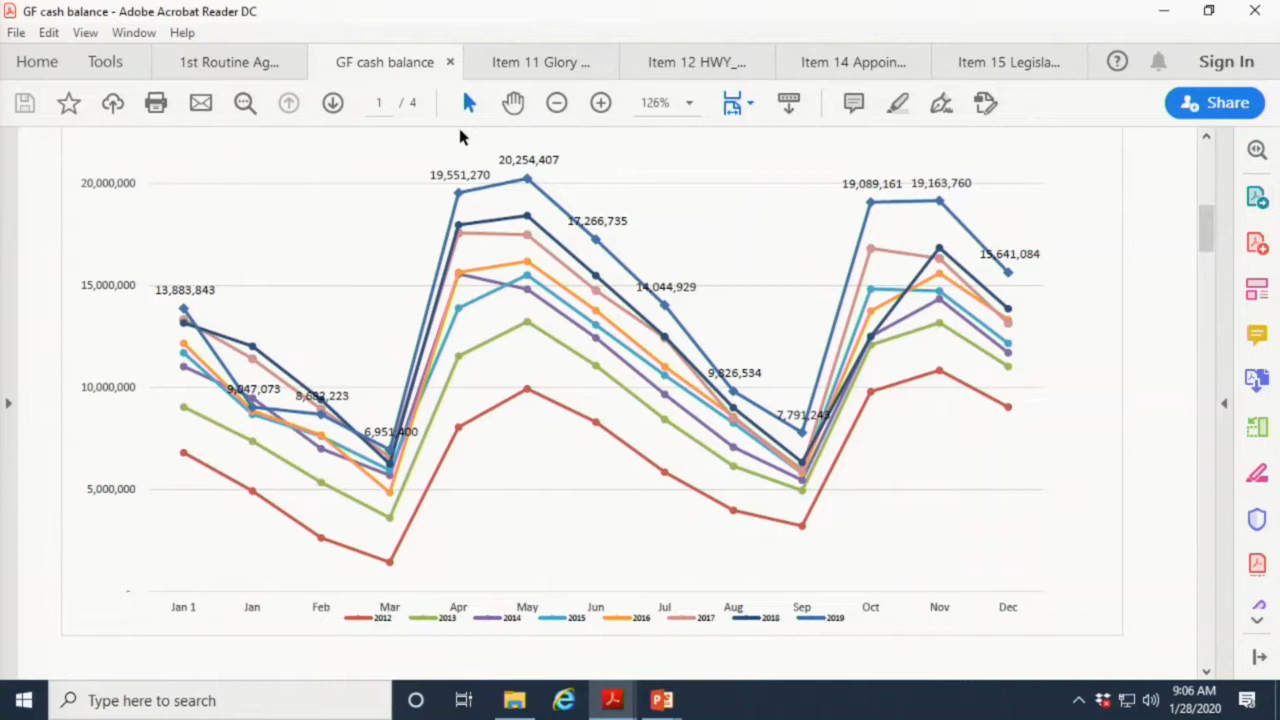 GF cash balance - Adobe Acrobat Reader DC
File Edit View Window Help
Home Tools 1st Routine Ag... GF cash balance × Item 11 Glory ... Item 12 HWY_... Item 14 Appoin... Item 15 Legisla... Sign In
1 / 4 126% Share
20,254,407
19,551,270
20,000,000 19,089,161 19,163,760
17,266,735
15,641,084
15,000,000 13,883,843 14,044,929
9,826,534
10,000,000 9,047,073 8,682,223
7,791,243
6,951,400
5,000,000
-
Jan 1 Jan Feb Mar Apr May Jun Jul Aug Sep Oct Nov Dec
2012 2013 2014 2015 2016 2017 2018 2019
Type here to search
9:06 AM
1/28/2020